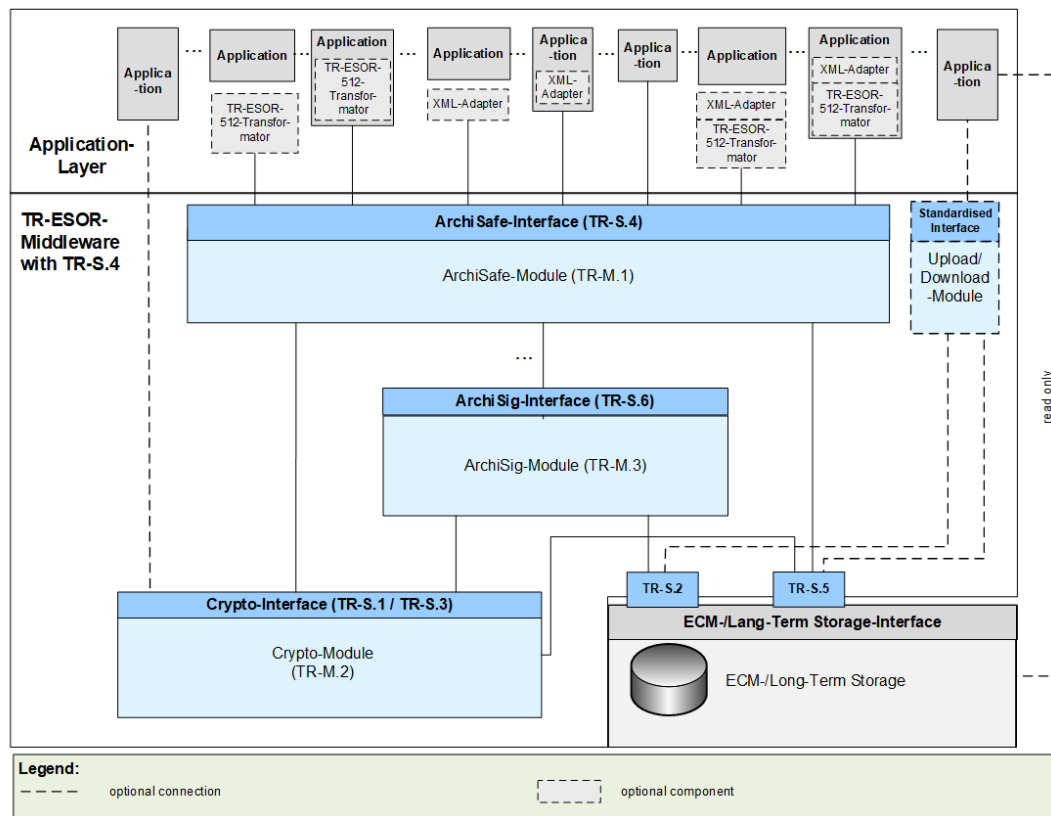 Applica
-tion
...
Application
TR-ESOR-
512-Transfor-
mator
Application
TR-ESOR-
512-
Transfor-
mator
...
Application
XML-Adapter
...
Applica
-tion
XML-
Adapter
...
Applica
-tion
...
Application
XML-Adapter
TR-ESOR-
512-Transfor-
mator
...
Application
XML-Adapter
TR-ESOR-
512-Transfor-
mator
...
Applica
-tion
Application-
Layer
TR-ESOR-
Middleware
with TR-S.4
ArchiSafe-Interface (TR-S.4)
ArchiSafe-Module (TR-M.1)
Standardised
Interface
Upload/
Download
-Module
...
read only
ArchiSig-Interface (TR-S.6)
ArchiSig-Module (TR-M.3)
TR-S.2
TR-S.5
Crypto-Interface (TR-S.1 / TR-S.3)
Crypto-Module
(TR-M.2)
ECM-/Lang-Term Storage-Interface
ECM-/Long-Term Storage
Legend:
optional connection
optional component